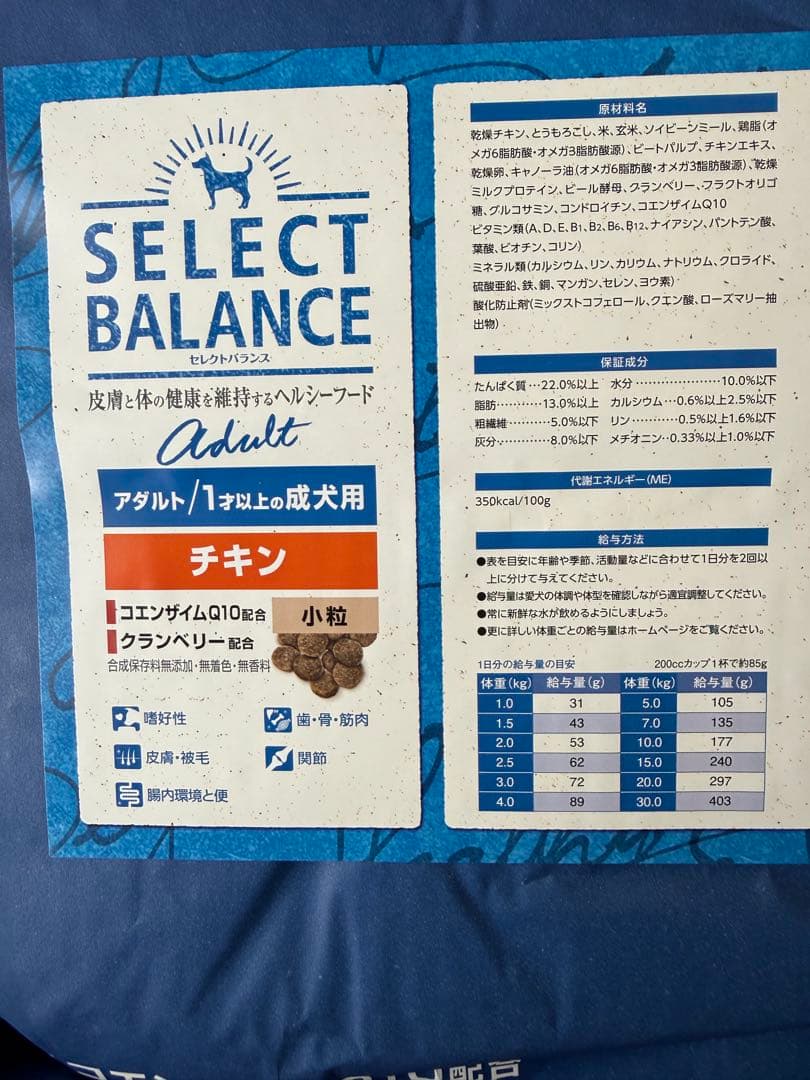 SELECT
BALANCE
セレクトバランス
皮膚と体の健康を維持するヘルシーフード
adult
アダルト/1才以上の成犬用
チキン
コエンザイムQ10配合
クランベリー配合
小粒
合成保存料無添加・無着色・無香料
嗜好性
歯・骨・筋肉
皮膚・被毛
関節
腸内環境と便
原材料名
乾燥チキン、とうもろこし、米、玄米、ソイビーンミール、鶏脂(オ
メガ6脂肪酸・オメガ3脂肪酸源)、ビートパルプ、チキンエキス、
乾燥卵、キャノーラ油(オメガ6脂肪酸・オメガ3脂肪酸源)、乾燥
ミルクプロテイン、ビール酵母、クランベリー、フラクトオリゴ
糖、グルコサミン、コンドロイチン、コエンザイムQ10
ビタミン類(A、D、E、B1、B2、B6、B12、ナイアシン、パントテン酸、
葉酸、ビオチン、コリン)
ミネラル類(カルシウム、リン、カリウム、ナトリウム、クロライド、
硫酸亜鉛、鉄、銅、マンガン、セレン、ヨウ素)
酸化防止剤(ミックストコフェロール、クエン酸、ローズマリー抽
出物)
保証成分
たんぱく質…22.0%以上 水分…………………10.0%以下
脂肪…………13.0%以上 カルシウム…0.6%以上2.5%以下
粗繊維…………5.0%以下 リン…………0.5%以上1.6%以下
灰分……………8.0%以下 メチオニン‥0.33%以上1.0%以下
代謝エネルギー(ME)
350kcal/100g
給与方法
●表を目安に年齢や季節、活動量などに合わせて1日分を2回以
上に分けて与えてください。
●給与量は愛犬の体調や体型を確認しながら適宜調整してください。
●常に新鮮な水が飲めるようにしましょう。
●更に詳しい体重ごとの給与量はホームページをご覧ください。
1日分の給与量の目安 200ccカップ1杯で約85g
体重(kg) 給与量(g) 体重(kg) 給与量(g)
1.0 31 5.0 105
1.5 43 7.0 135
2.0 53 10.0 177
2.5 62 15.0 240
3.0 72 20.0 297
4.0 89 30.0 403